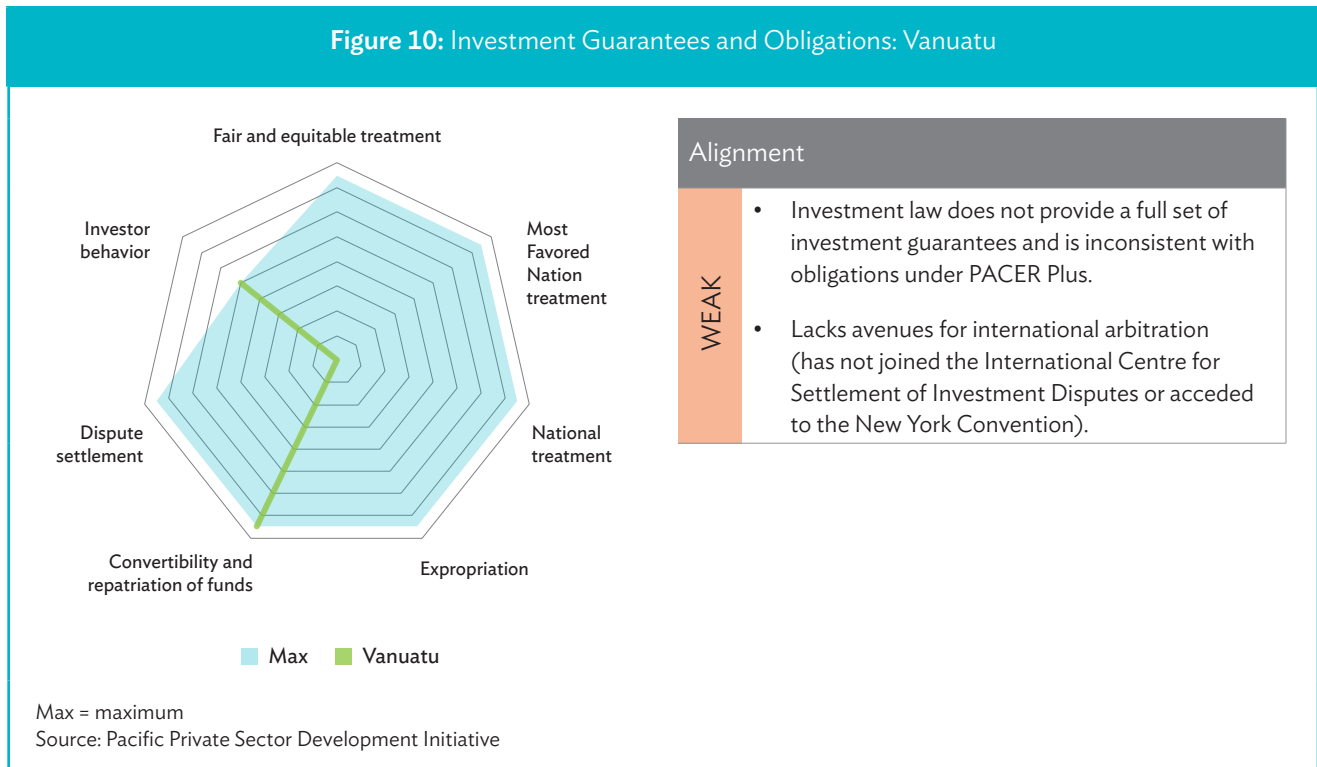 Figure 10: Investment Guarantees and Obligations: Vanuatu
Fair and equitable treatment
Most
Favored
Nation
treatment
National
treatment
Expropriation
Convertibility and
repatriation of funds
Dispute
settlement
Investor
behavior
Max Vanuatu
Alignment
WEAK
• Investment law does not provide a full set of
investment guarantees and is inconsistent with
obligations under PACER Plus.
• Lacks avenues for international arbitration
(has not joined the International Centre for
Settlement of Investment Disputes or acceded
to the New York Convention).
Max = maximum
Source: Pacific Private Sector Development Initiative